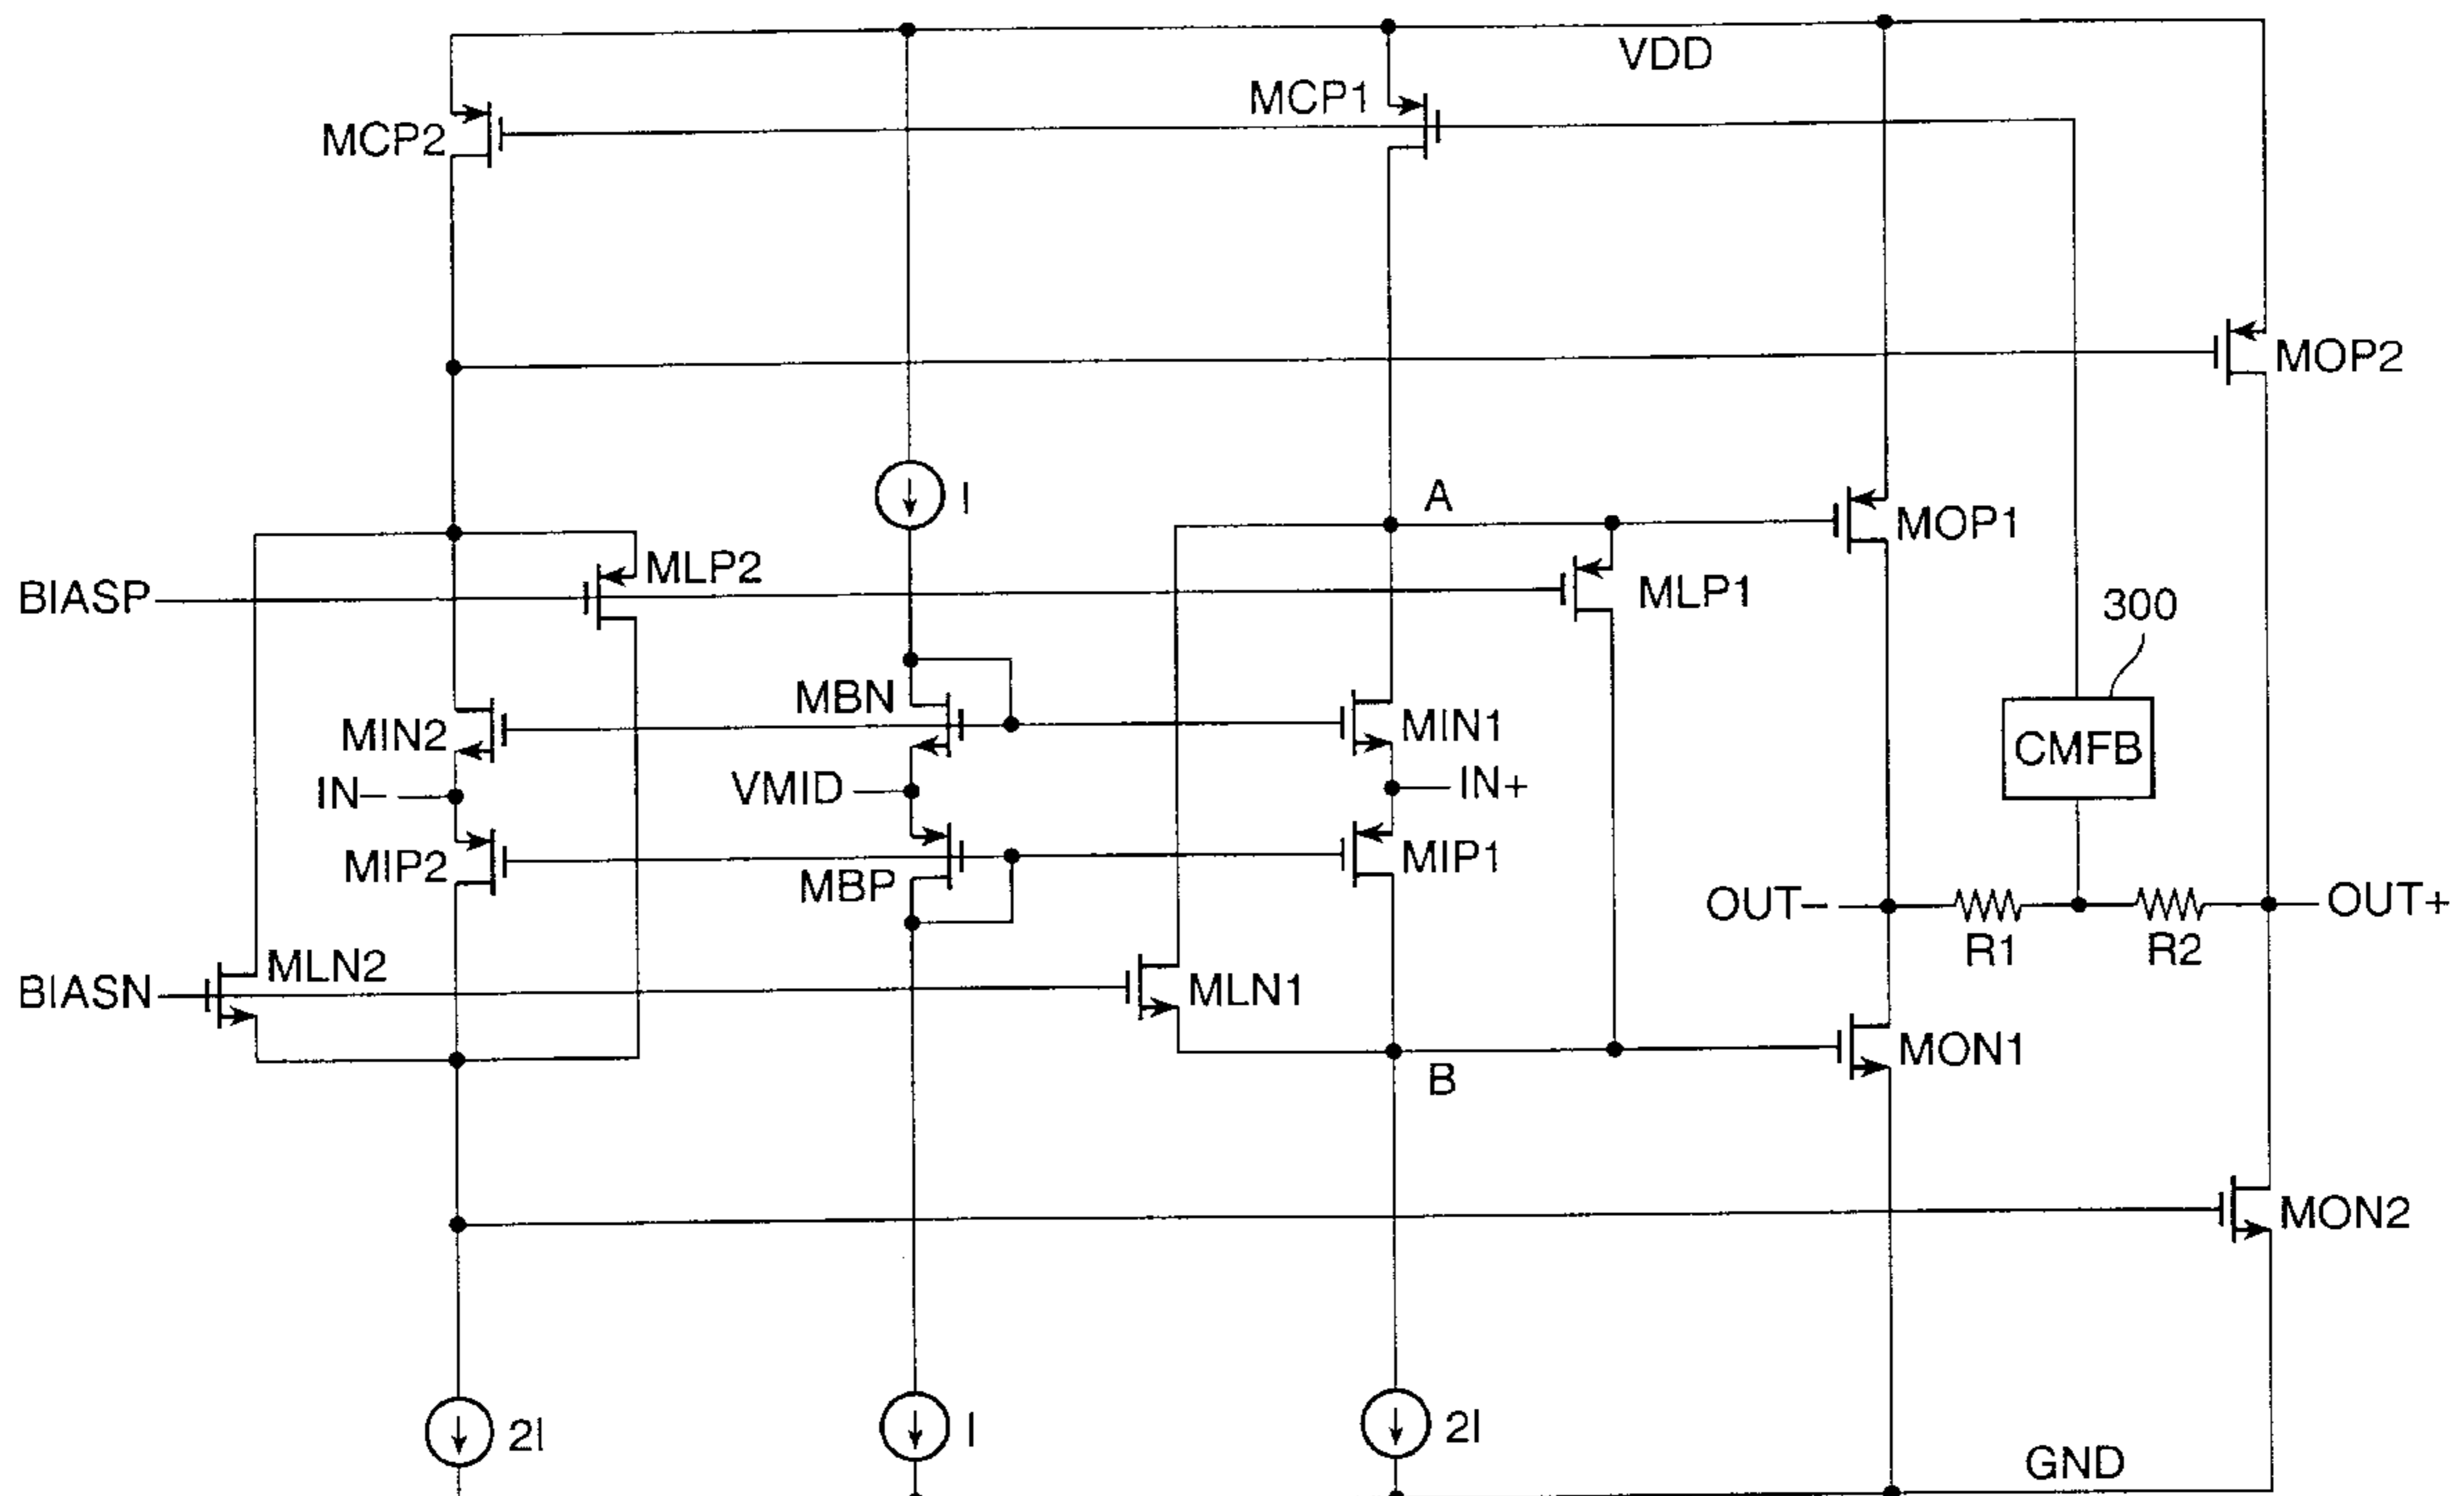 VDD
MCP2
MCP1
MOP2
I
A
MOP1
BIASP
MLP2
MLP1
300
MBN
MIN2
MIN1
CMFB
IN–
VMID
IN+
MIP2
MBP
MIP1
OUT–
OUT+
R1
R2
BIASN
MLN2
MLN1
MON1
B
MON2
2I
I
2I
GND